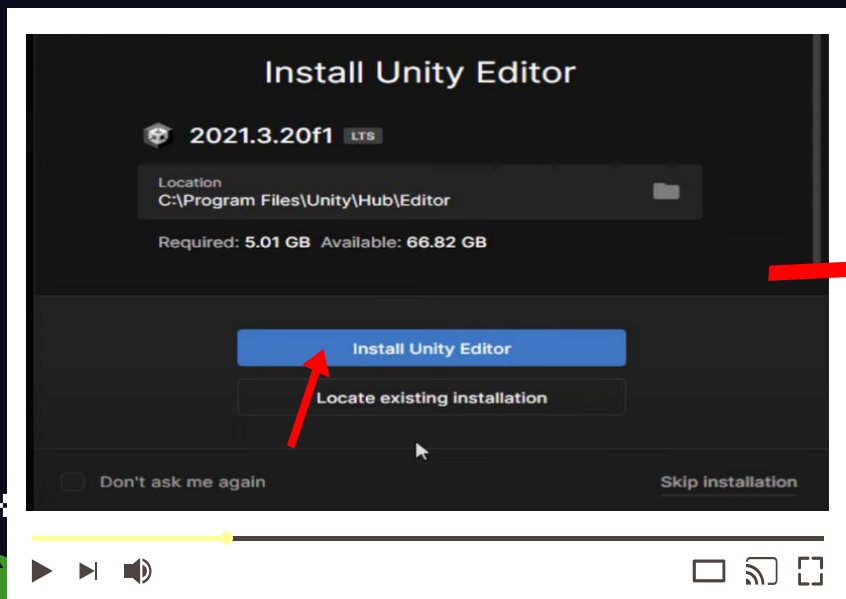 Install Unity Editor
2021.3.20f1 LTS
Location
C:\Program Files\Unity\Hub\Editor
Required: 5.01 GB Available: 66.82 GB
Install Unity Editor
Locate existing installation
Don't ask me again
Skip installation